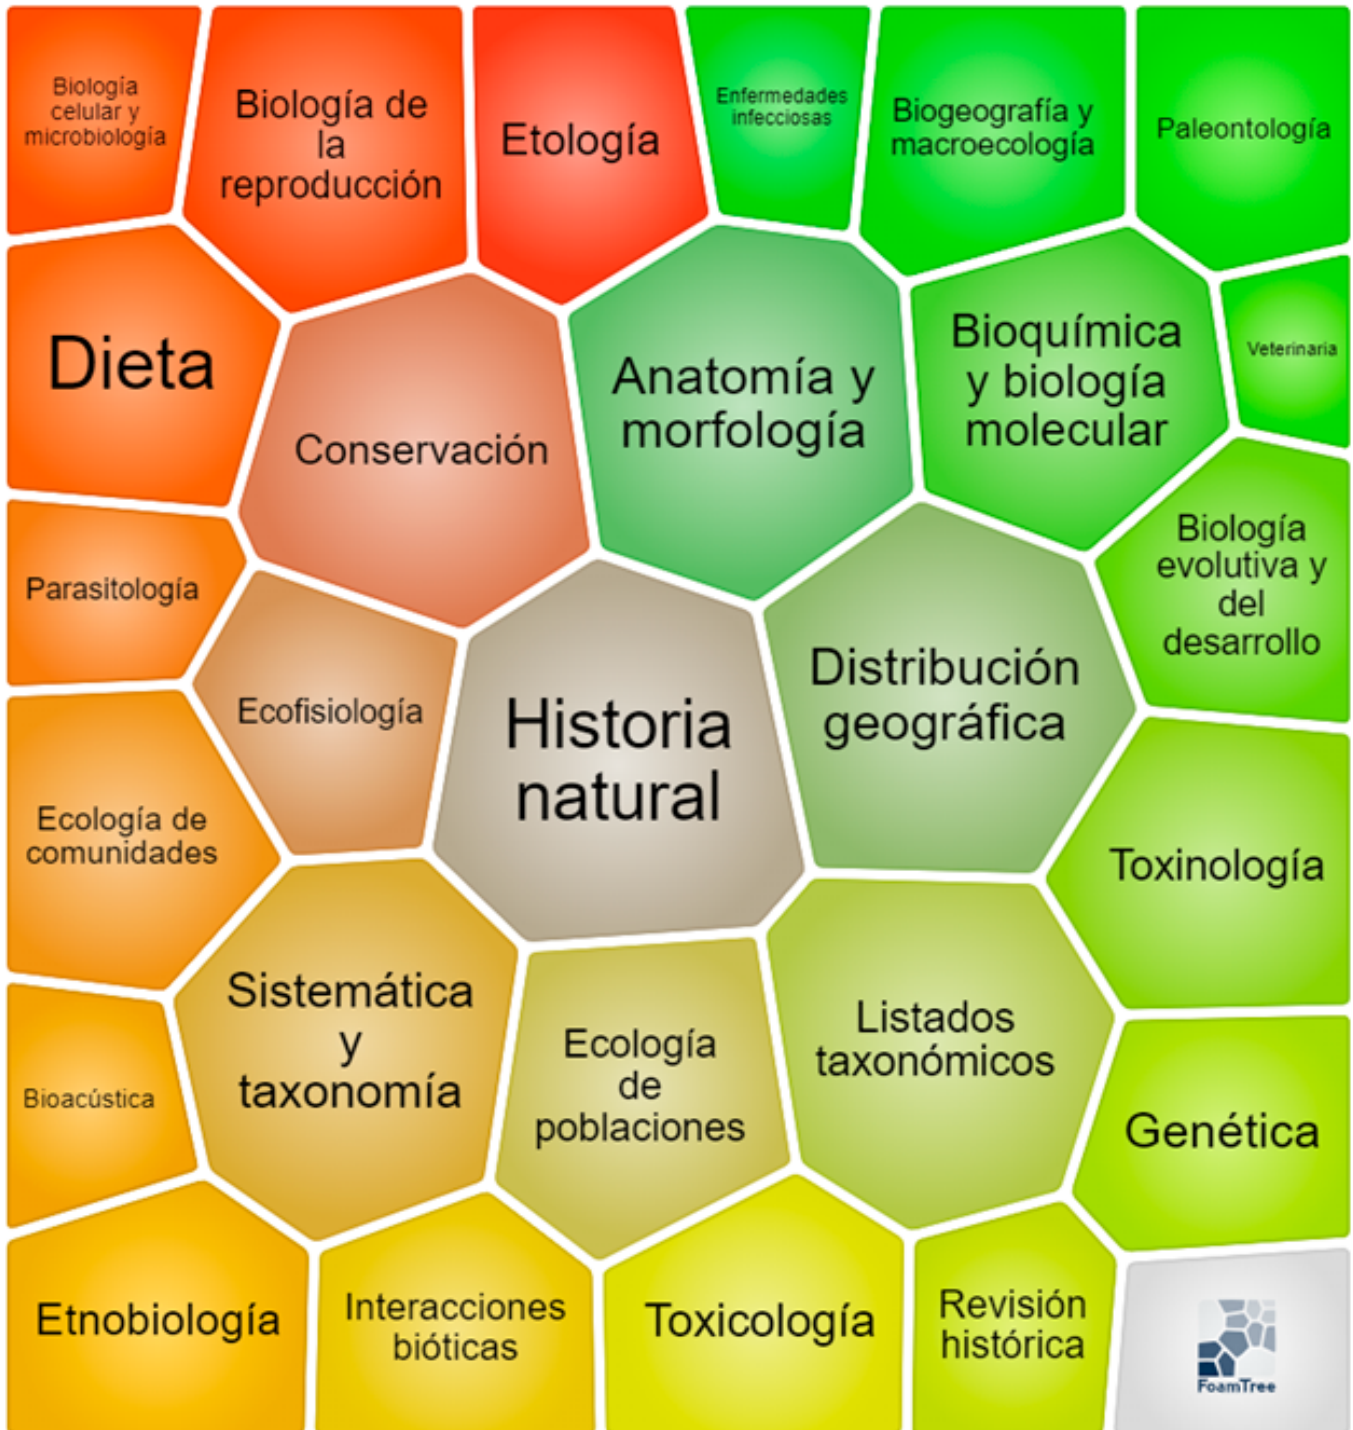 Biología
celular y
microbiología
Biología de
la
reproducción
Etología
Enfermedades
infecciosas
Biogeografía y
macroecología
Paleontología
Dieta
Conservación
Anatomía y
morfología
Bioquímica
y biología
molecular
Veterinaria
Parasitología
Ecofisiología
Historia
natural
Distribución
geográfica
Biología
evolutiva y
del
desarrollo
Ecología de
comunidades
Toxinología
Sistemática
y
taxonomía
Ecología
de
poblaciones
Listados
taxonómicos
Bioacústica
Genética
Etnobiología
Interacciones
bióticas
Toxicología
Revisión
histórica
FoamTree